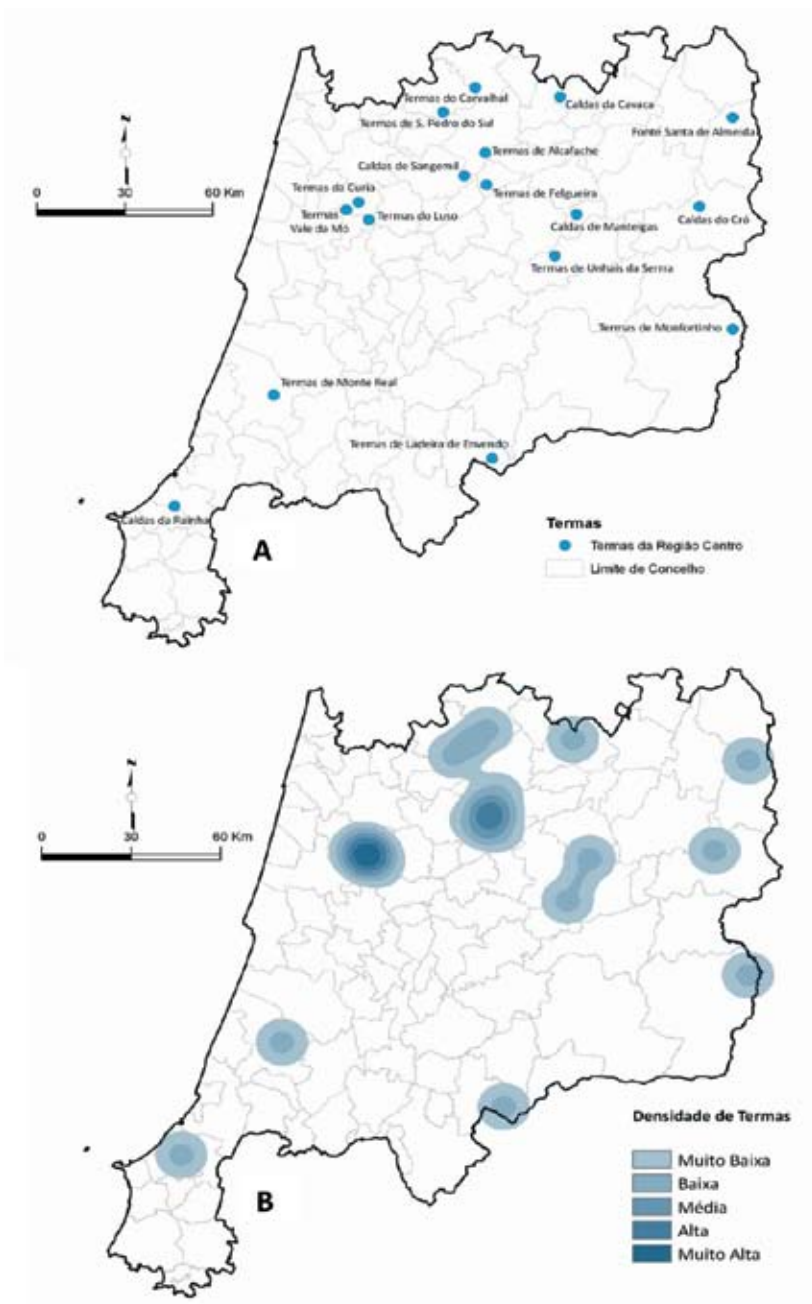 Termas do Carvalhal
Caldas da Cavaca
Termas de S. Pedro do Sul
Fonte Santa de Almeida
N
Termas de Alcafache
Caldas de Sangemil
Termas da Curia
Termas de Felgueira
0 30 60 Km
Termas
Vale da Mó
Termas do Luso
Caldas de Manteigas
Caldas do Cró
Termas de Unhais da Serra
Termas de Monfortinho
Termas de Monte Real
Termas de Ladeira de Envendo
Caldas da Rainha
A
Termas
Termas da Região Centro
Limite de Concelho
N
0 30 60 Km
B
Densidade de Termas
Muito Baixa
Baixa
Média
Alta
Muito Alta